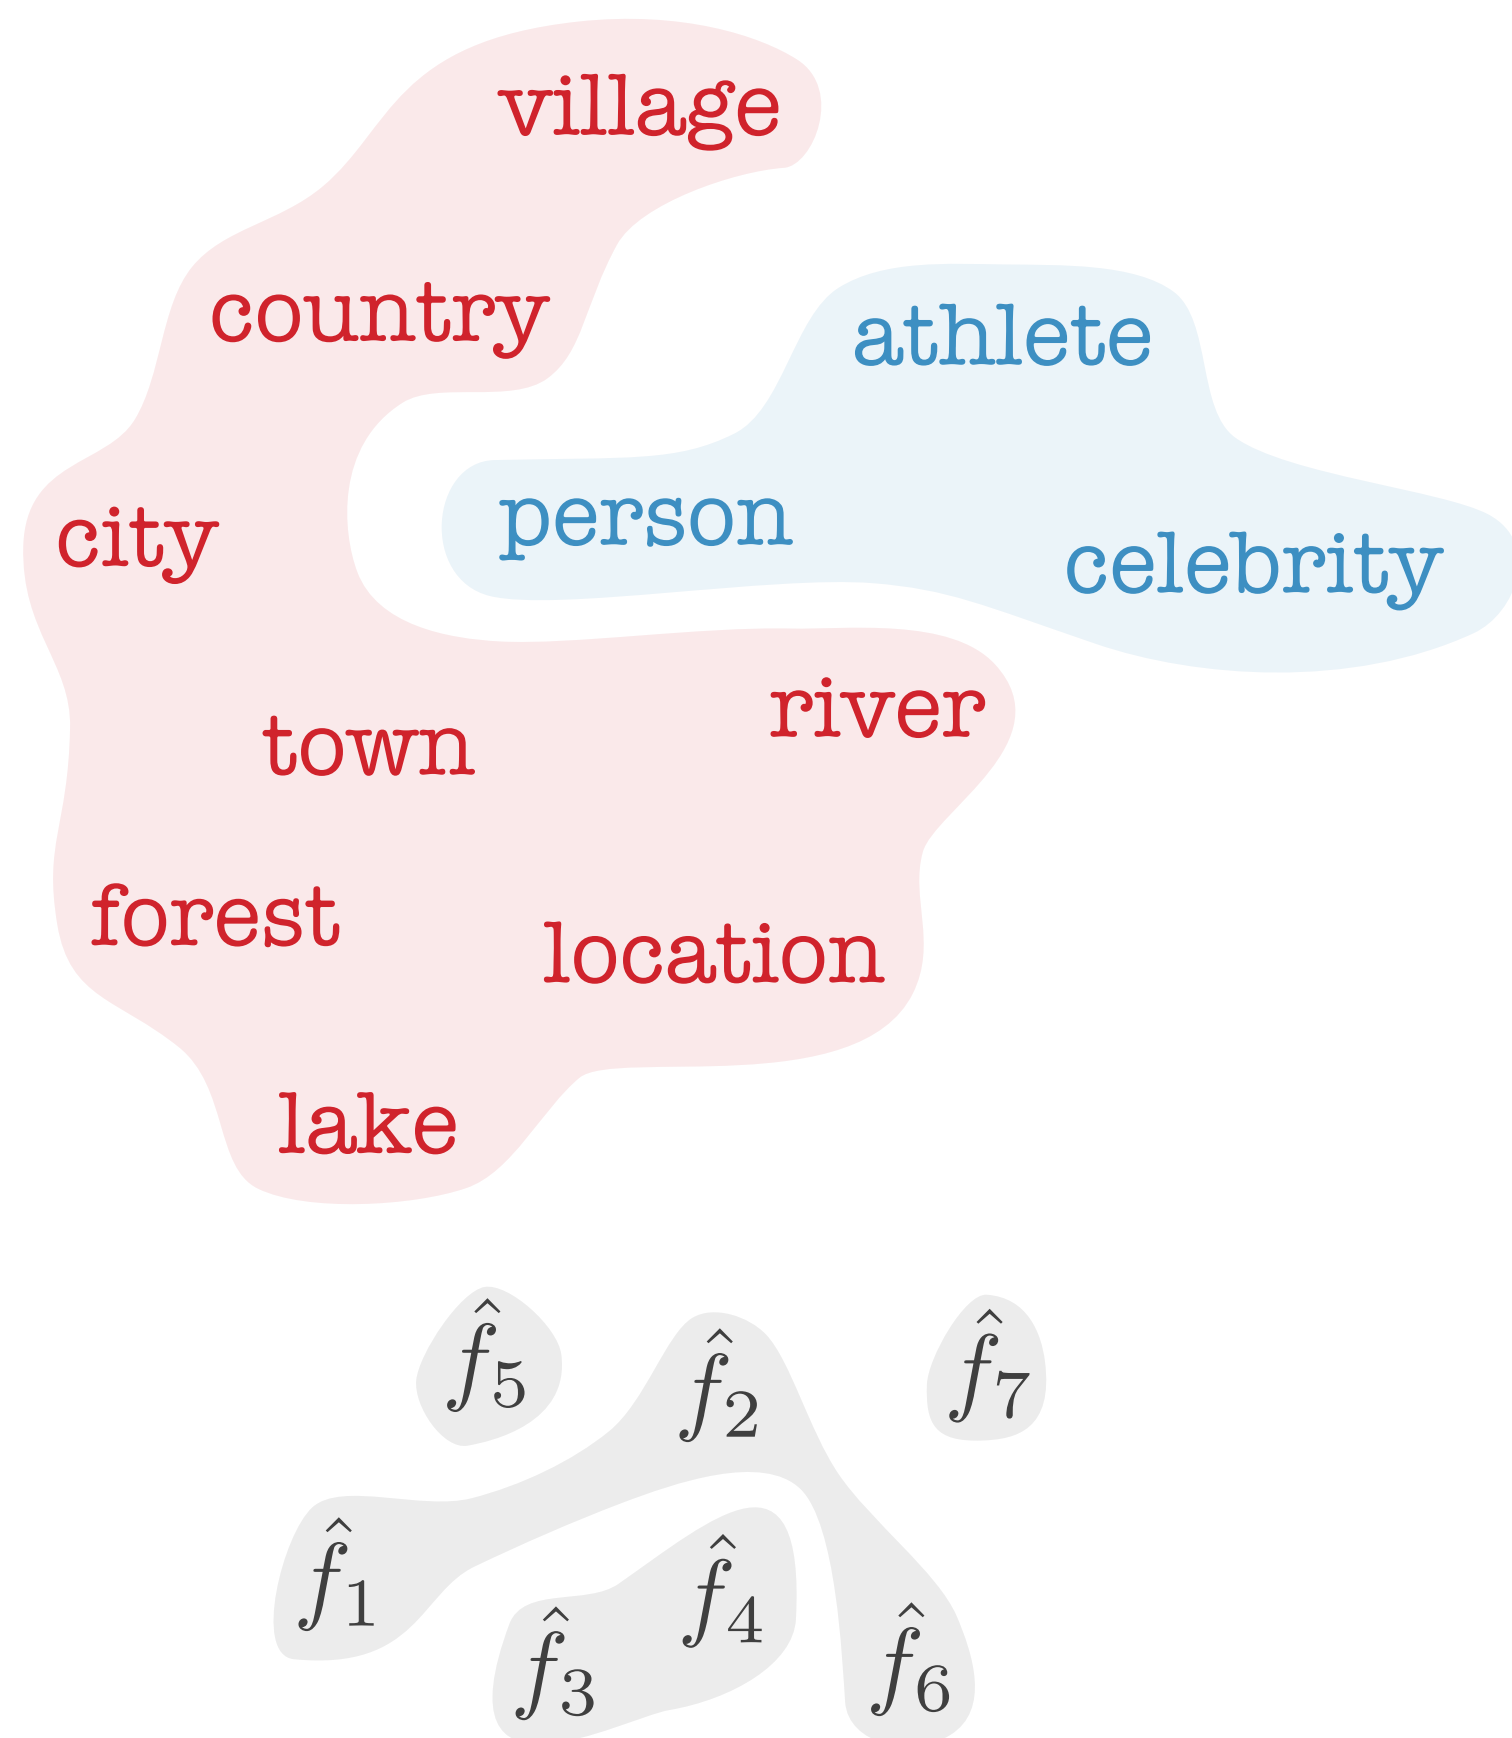 village
country
athlete
person
city
celebrity
river
town
forest
location
lake
f̂₅
f̂₂
f̂₇
f̂₁
f̂₄
f̂₃
f̂₆